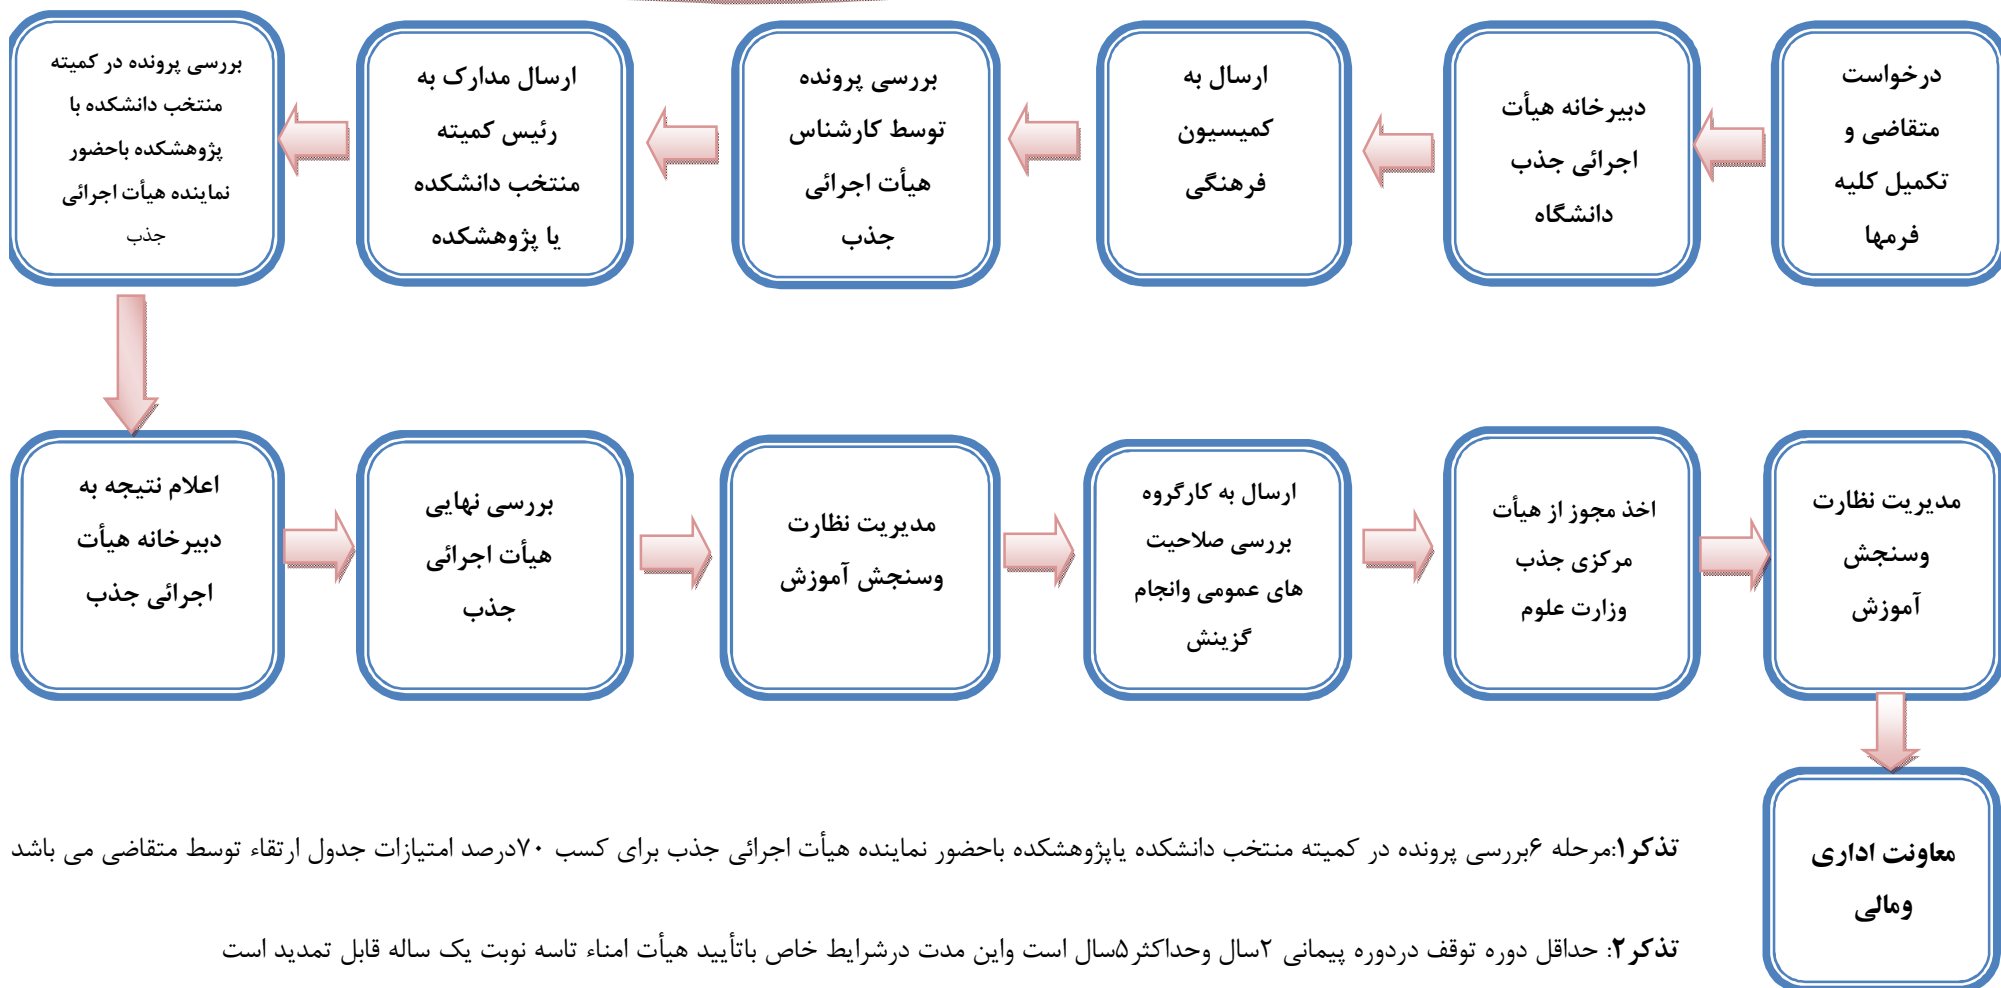 درخواست
متقاضی و
تکمیل کلیه
فرمها
دبیرخانه هیأت
اجرائی جذب
دانشگاه
ارسال به
کمیسیون
فرهنگی
بررسی پرونده
توسط کارشناس
هیأت اجرائی
جذب
ارسال مدارک به
رئیس کمیته
منتخب دانشکده
یا پژوهشکده
بررسی پرونده در کمیته
منتخب دانشکده با
پژوهشکده باحضور
نماینده هیأت اجرائی
جذب
اعلام نتیجه به
دبیرخانه هیأت
اجرائی جذب
بررسی نهایی
هیأت اجرائی
جذب
مدیریت نظارت
وسنجش آموزش
ارسال به کارگروه
بررسی صلاحیت
های عمومی وانجام
گزینش
اخذ مجوز از هیأت
مرکزی جذب
وزارت علوم
مدیریت نظارت
وسنجش
آموزش
معاونت اداری
ومالی
تذکر۱:مرحله ۶بررسی پرونده در کمیته منتخب دانشکده یاپژوهشکده باحضور نماینده هیأت اجرائی جذب برای کسب ۷۰درصد امتیازات جدول ارتقاء توسط متقاضی می باشد
تذکر۲: حداقل دوره توقف دردوره پیمانی ۲سال وحداکثر۵سال است واین مدت درشرایط خاص باتأیید هیأت امناء تاسه نوبت یک ساله قابل تمدید است